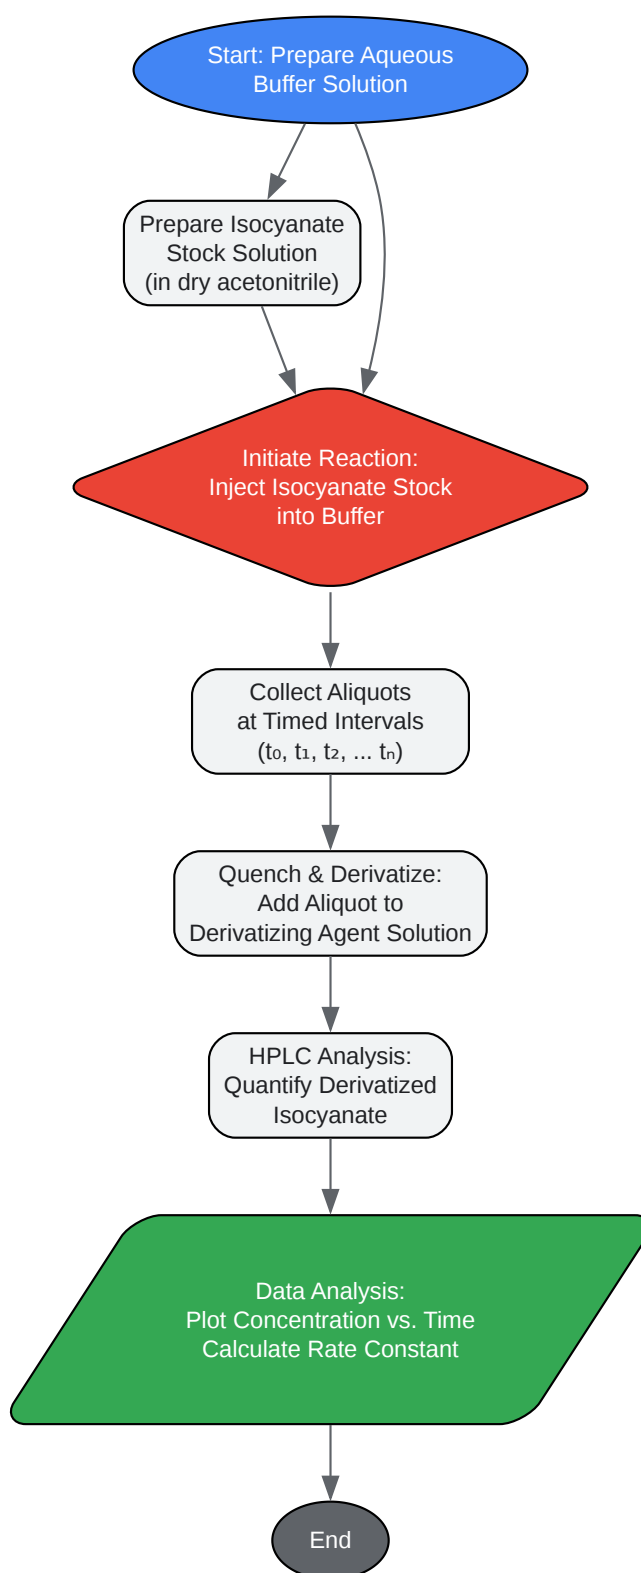 Start: Prepare Aqueous
Buffer Solution
Prepare Isocyanate
Stock Solution
(in dry acetonitrile)
Initiate Reaction:
Inject Isocyanate Stock
into Buffer
Collect Aliquots
at Timed Intervals
(t₀, t₁, t₂, ... tₙ)
Quench & Derivatize:
Add Aliquot to
Derivatizing Agent Solution
HPLC Analysis:
Quantify Derivatized
Isocyanate
Data Analysis:
Plot Concentration vs. Time
Calculate Rate Constant
End